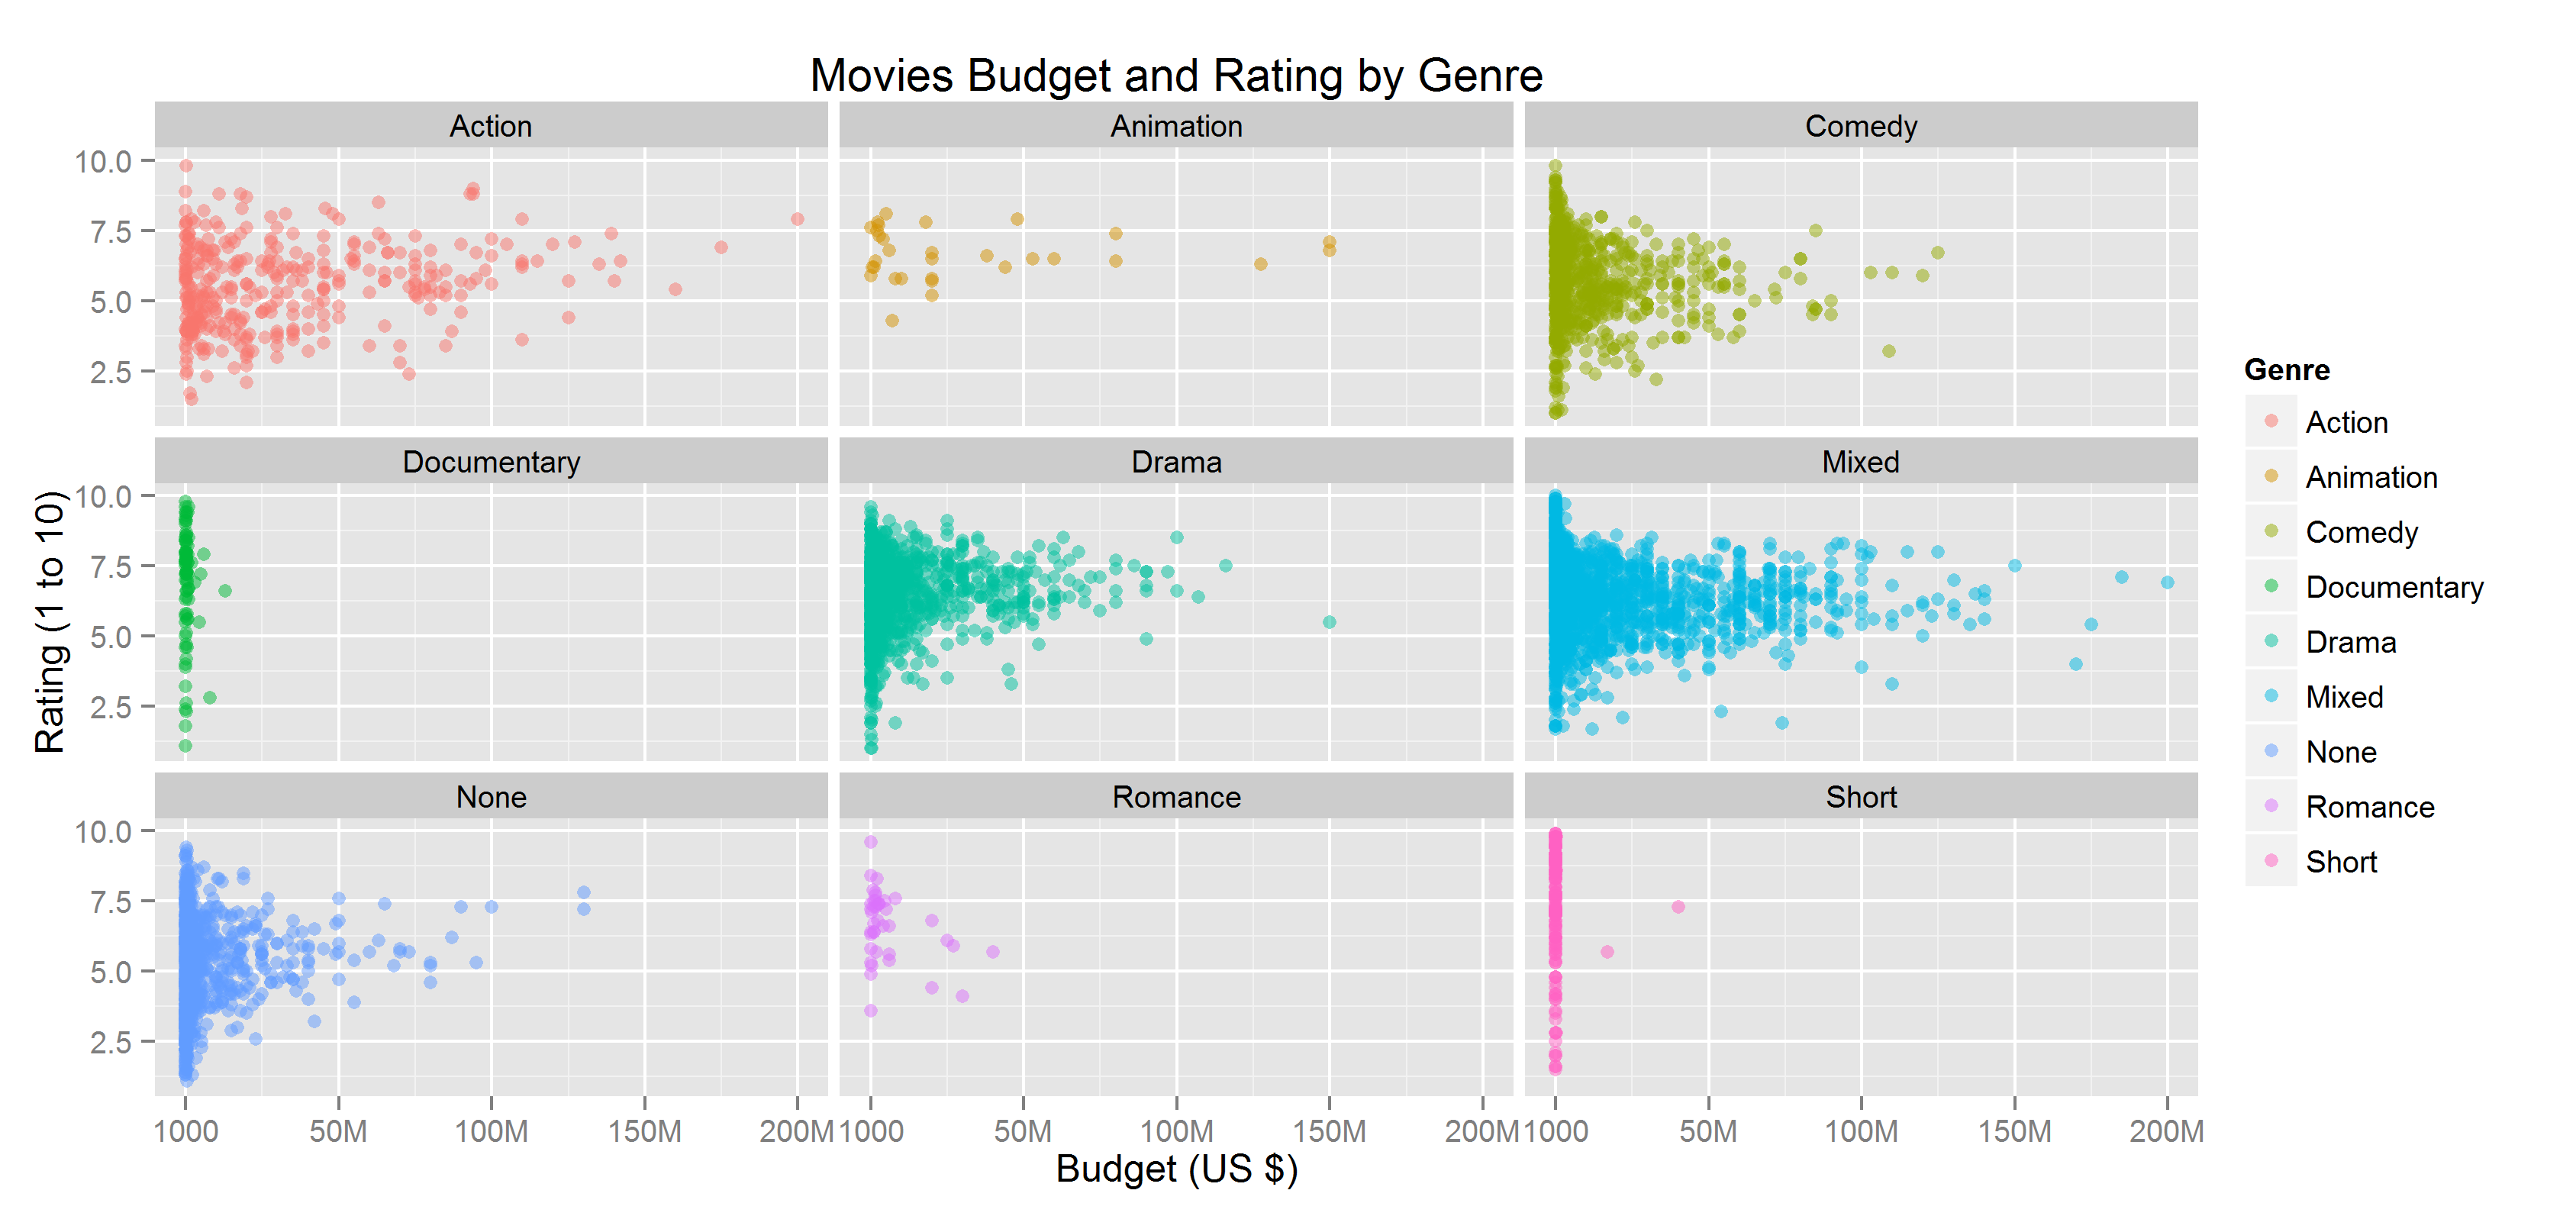 Movies Budget and Rating by Genre
Action
Animation
Comedy
10.0
7.5
5.0
2.5
Documentary
Drama
Mixed
10.0
7.5
5.0
2.5
None
Romance
Short
10.0
7.5
5.0
2.5
1000 50M 100M 150M 200M
1000 50M 100M 150M 200M
1000 50M 100M 150M 200M
Rating (1 to 10)
Budget (US $)
Genre
Action
Animation
Comedy
Documentary
Drama
Mixed
None
Romance
Short